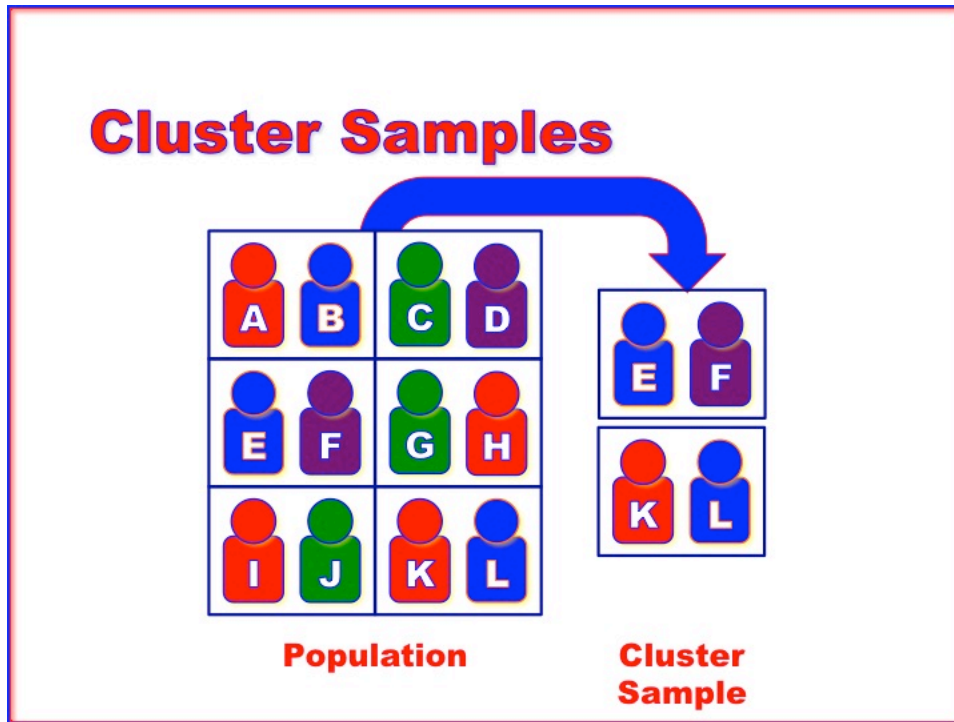 Cluster Samples
A B C D
E F G H
I J K L
E F
K L
Population
Cluster
Sample